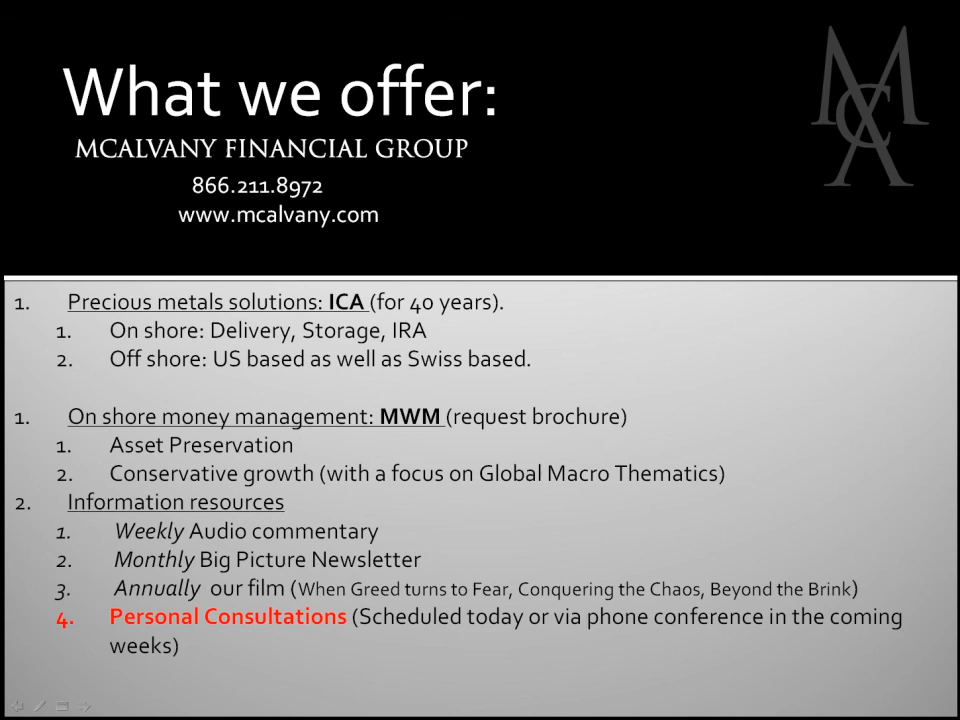 What we offer:
MCALVANY FINANCIAL GROUP
866.211.8972
www.mcalvany.com
MCA
1. Precious metals solutions: ICA (for 40 years).
1. On shore: Delivery, Storage, IRA
2. Off shore: US based as well as Swiss based.
1. On shore money management: MWM (request brochure)
1. Asset Preservation
2. Conservative growth (with a focus on Global Macro Thematics)
2. Information resources
1. Weekly Audio commentary
2. Monthly Big Picture Newsletter
3. Annually our film (When Greed turns to Fear, Conquering the Chaos, Beyond the Brink)
4. Personal Consultations (Scheduled today or via phone conference in the coming
weeks)